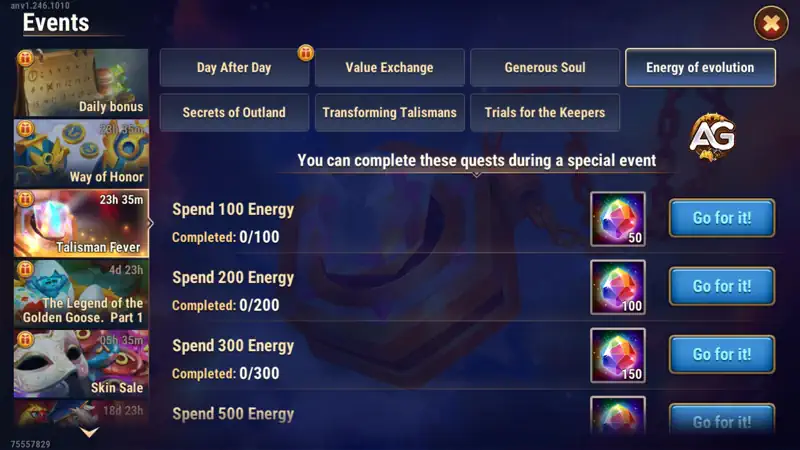 anv1.246.1010
Events
Day After Day
Value Exchange
Generous Soul
Energy of evolution
Secrets of Outland
Transforming Talismans
Trials for the Keepers
AG
You can complete these quests during a special event
Daily bonus
23h 35m
Way of Honor
23h 35m
Talisman Fever
4d 23h
The Legend of the
Golden Goose. Part 1
05h 35m
Skin Sale
18d 23h
Spend 100 Energy
Completed: 0/100
50
Go for it!
Spend 200 Energy
Completed: 0/200
100
Go for it!
Spend 300 Energy
Completed: 0/300
150
Go for it!
Spend 500 Energy
Go for it!
75557829